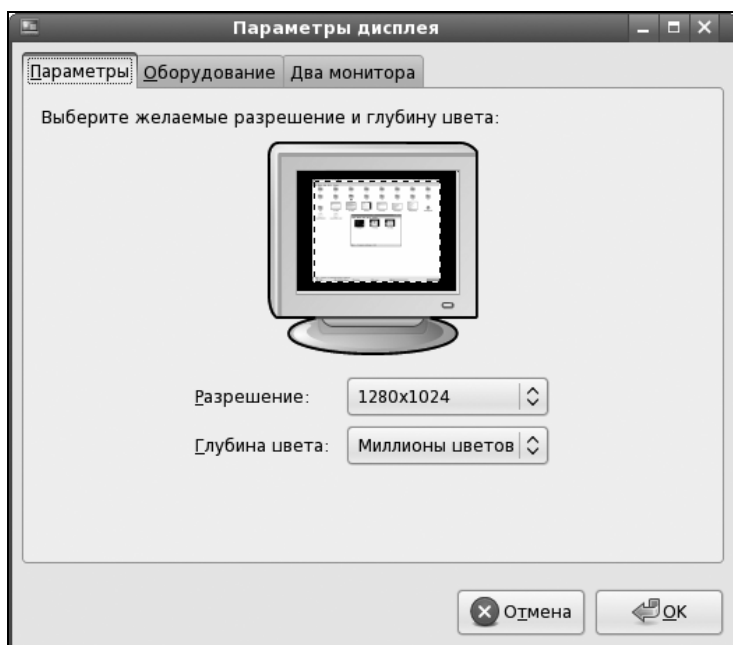 Параметры дисплея
Параметры Оборудование Два монитора
Выберите желаемые разрешение и глубину цвета:
Разрешение: 1280x1024
Глубина цвета: Миллионы цветов
Отмена OK